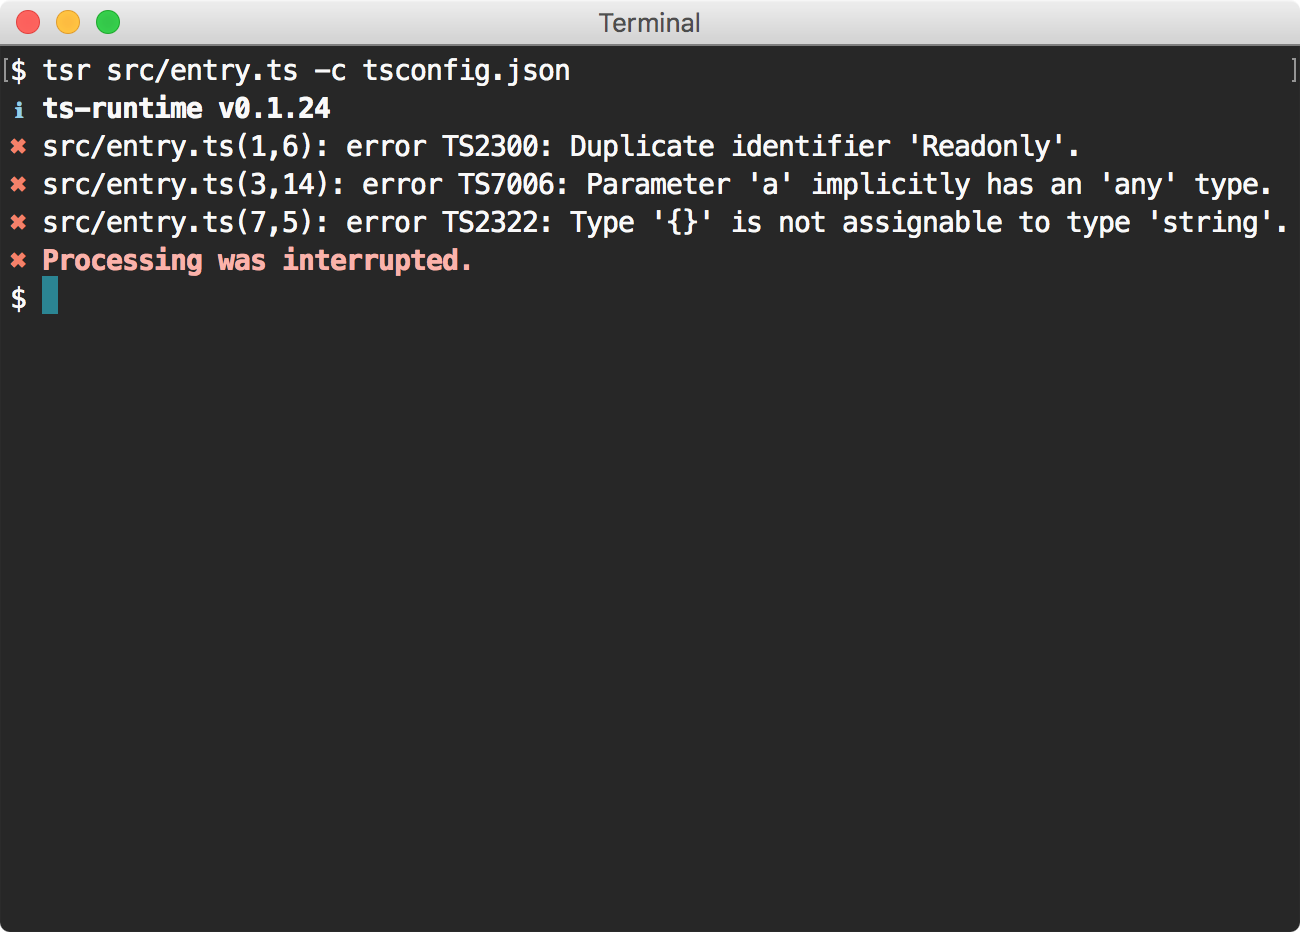 Terminal
[$ tsr src/entry.ts -c tsconfig.json ]
ℹ ts-runtime v0.1.24
✖ src/entry.ts(1,6): error TS2300: Duplicate identifier 'Readonly'.
✖ src/entry.ts(3,14): error TS7006: Parameter 'a' implicitly has an 'any' type.
✖ src/entry.ts(7,5): error TS2322: Type '{}' is not assignable to type 'string'.
✖ Processing was interrupted.
$